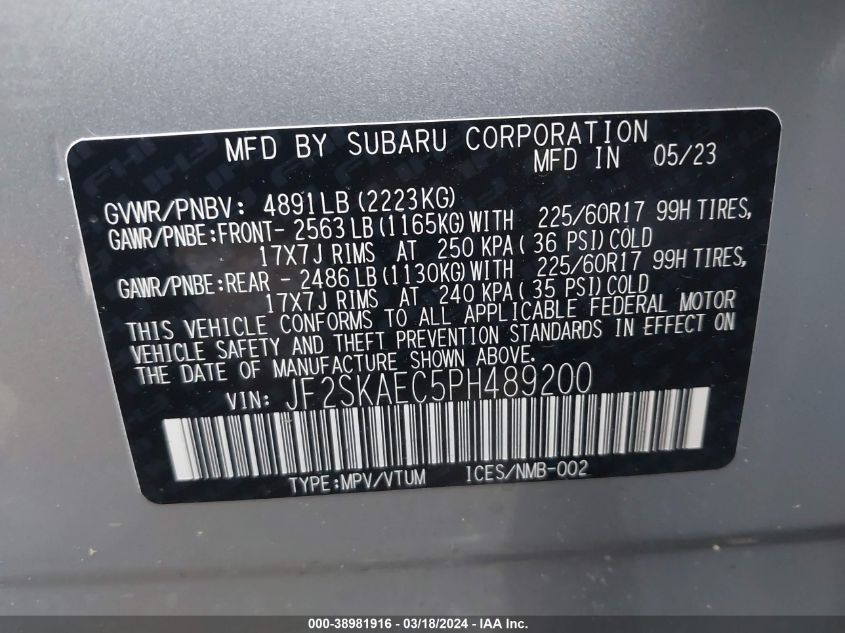 MFD BY SUBARU CORPORATION
MFD IN 05/23
GVWR/PNBV: 4891LB(2223KG)
GAWR/PNBE:FRONT- 2563LB(1165KG)WITH 225/60R17 99H TIRES,
17X7J RIMS AT 250 KPA( 36 PSI)COLD
GAWR/PNBE:REAR - 2486LB(1130KG)WITH 225/60R17 99H TIRES,
17X7J RIMS AT 240 KPA( 35 PSI)COLD
THIS VEHICLE CONFORMS TO ALL APPLICABLE FEDERAL MOTOR
VEHICLE SAFETY AND THEFT PREVENTION STANDARDS IN EFFECT ON
THE DATE OF MANUFACTURE SHOWN ABOVE.
VIN: JF2SKAEC5PH489200
TYPE:MPV/VTUM ICES/NMB-002
000-38981916 - 03/18/2024 - IAA, Inc.